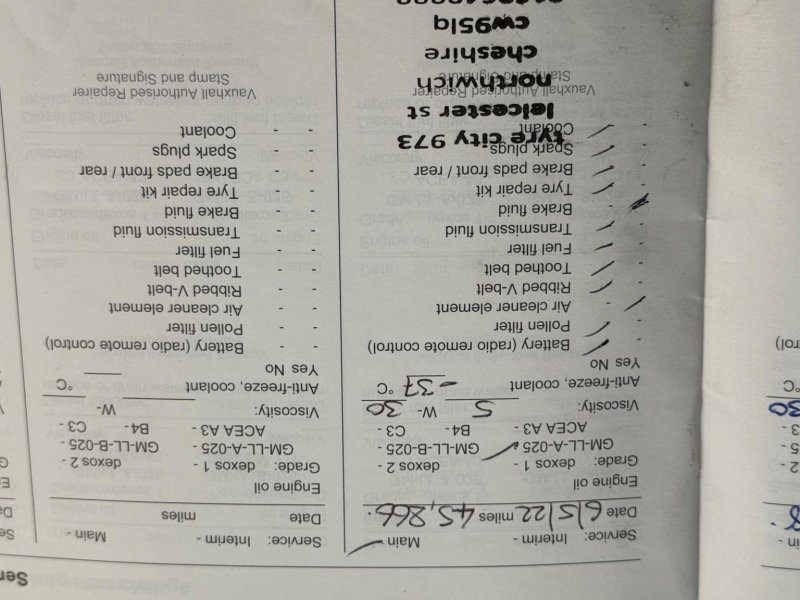 Service: - Interim - Main
Date 6/5/22 miles 45,866.
Engine oil
Grade: dexos 1 - dexos 2 -
GM-LL-A-025 - GM-LL-B-025 -
ACEA A3 - B4 - C3 -
Viscosity: 5 W- 30
Anti-freeze, coolant -37 °C
Yes No
- - Battery (radio remote control)
- - Pollen filter
- - Air cleaner element
- - Ribbed V-belt
- - Toothed belt
- - Fuel filter
- - Transmission fluid
- - Brake fluid
- - Tyre repair kit
- - Brake pads front / rear
- - Spark plugs
- - Coolant
tyre city 973
leicester st
northwich
cheshire
cw95lq
Vauxhall Authorised Repairer
Stamp and Signature
Ser
Service: - Interim - Main -
Date miles
Engine oil
Grade: dexos 1 - dexos 2 -
GM-LL-A-025 - GM-LL-B-025 -
ACEA A3 - B4 - C3 -
Viscosity: W-
Anti-freeze, coolant °C
Yes No
- - Battery (radio remote control)
- - Pollen filter
- - Air cleaner element
- - Ribbed V-belt
- - Toothed belt
- - Fuel filter
- - Transmission fluid
- - Brake fluid
- - Tyre repair kit
- - Brake pads front / rear
- - Spark plugs
- - Coolant
Vauxhall Authorised Repairer
Stamp and Signature